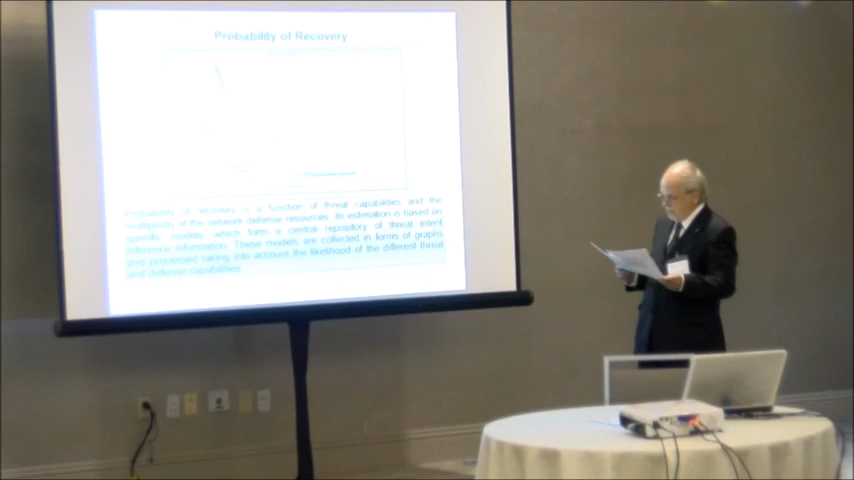 Probability of Recovery
Probability of recovery is a function of threat capabilities and the
multiplicity of the network defense resources. Its estimation is based on
specific models, which form a central repository of threat intent
inference information. These models are collected in forms of graphs
and processed taking into account the likelihood of the different threat
and defense capabilities.